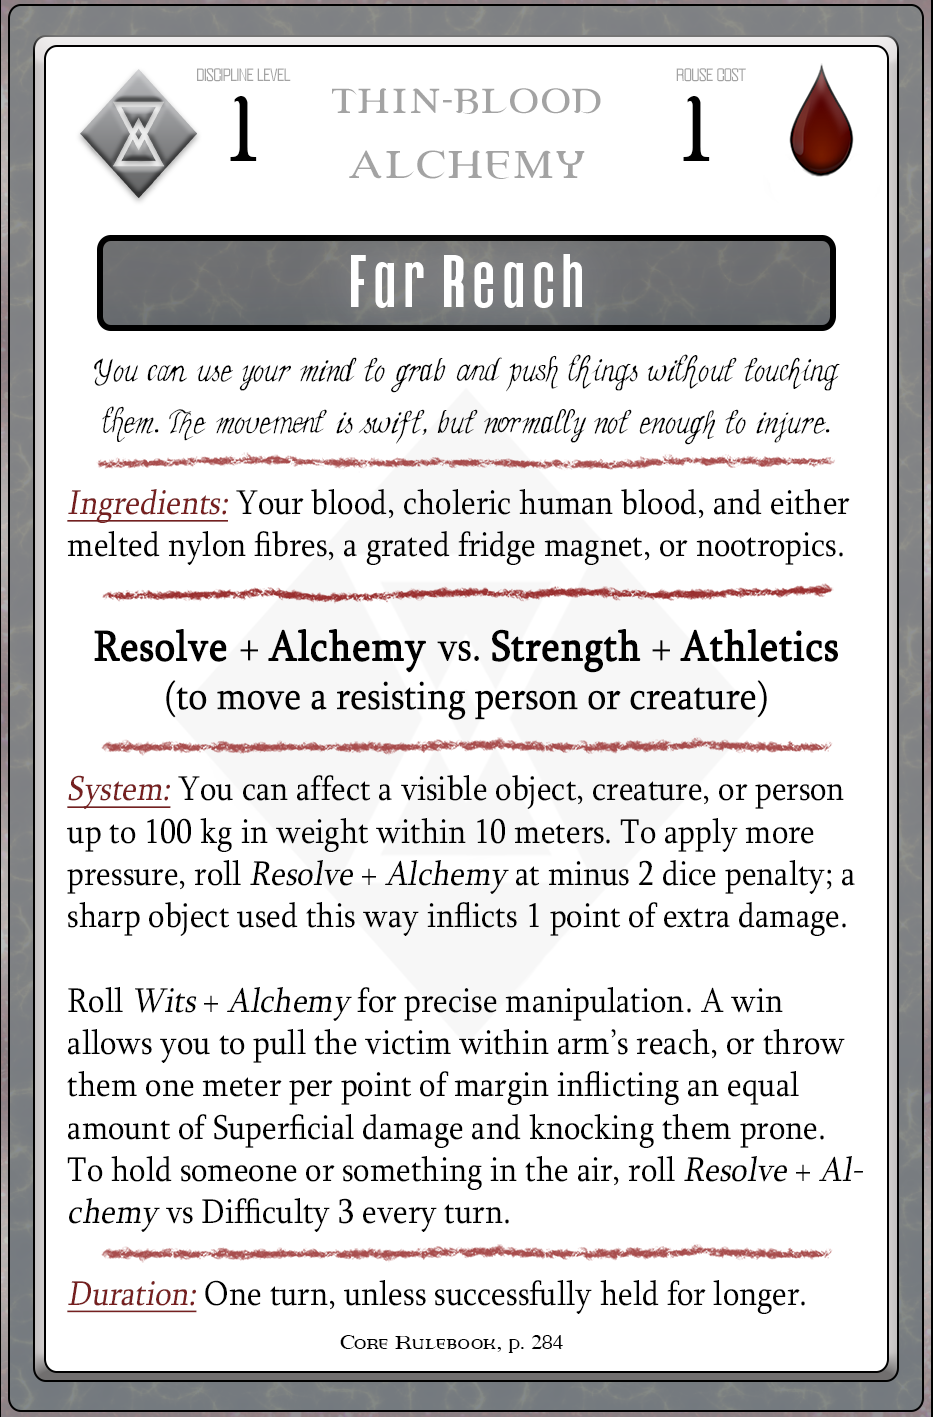 DISCIPLINE LEVEL
1
THIN-BLOOD
ALCHEMY
ROUSE COST
1
Far Reach
You can use your mind to grab and push things without touching
them. The movement is swift, but normally not enough to injure.
Ingredients: Your blood, choleric human blood, and either
melted nylon fibres, a grated fridge magnet, or nootropics.
Resolve + Alchemy vs. Strength + Athletics
(to move a resisting person or creature)
System: You can affect a visible object, creature, or person
up to 100 kg in weight within 10 meters. To apply more
pressure, roll Resolve + Alchemy at minus 2 dice penalty; a
sharp object used this way inflicts 1 point of extra damage.
Roll Wits + Alchemy for precise manipulation. A win
allows you to pull the victim within arm’s reach, or throw
them one meter per point of margin inflicting an equal
amount of Superficial damage and knocking them prone.
To hold someone or something in the air, roll Resolve + Al-
chemy vs Difficulty 3 every turn.
Duration: One turn, unless successfully held for longer.
Core Rulebook, p. 284